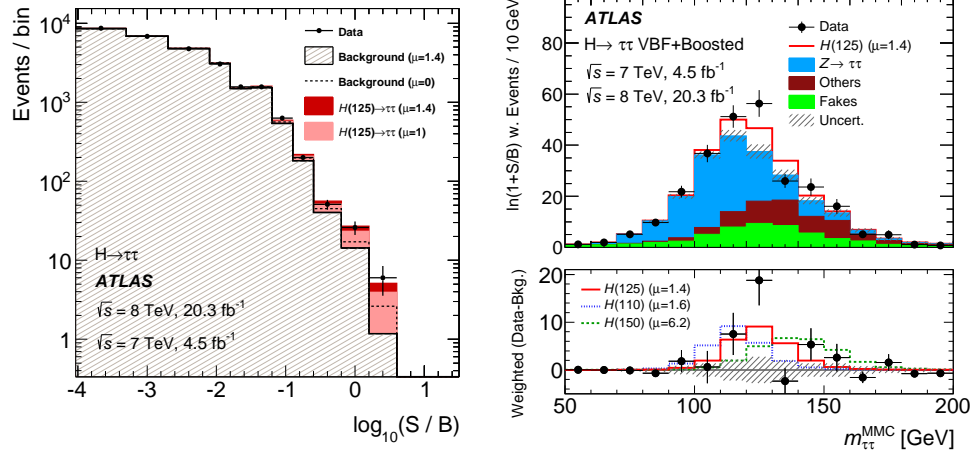 Events / bin
10⁴
10³
10²
10
1
Data
Background (μ=1.4)
Background (μ=0)
H(125)→ττ (μ=1.4)
H(125)→ττ (μ=1)
H→ττ
ATLAS
√s = 8 TeV, 20.3 fb⁻¹
√s = 7 TeV, 4.5 fb⁻¹
-4 -3 -2 -1 0 1
log₁₀(S / B)
ln(1+S/B) w. Events / 10 GeV
80
60
40
20
0
ATLAS
H→ ττ VBF+Boosted
√s = 7 TeV, 4.5 fb⁻¹
√s = 8 TeV, 20.3 fb⁻¹
Data
H(125) (μ=1.4)
Z→ ττ
Others
Fakes
Uncert.
Weighted (Data-Bkg.)
20
10
0
H(125) (μ=1.4)
H(110) (μ=1.6)
H(150) (μ=6.2)
50 100 150 200
m_ττ^MMC [GeV]